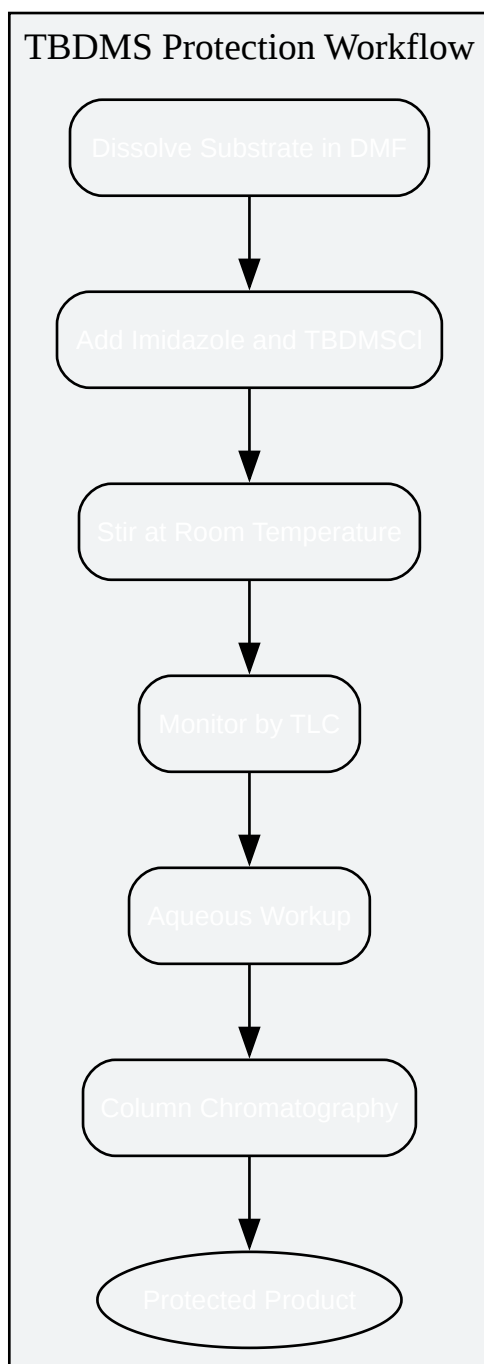 TBDMS Protection Workflow
Dissolve Substrate in DMF
Add Imidazole and TBDMSCl
Stir at Room Temperature
Monitor by TLC
Aqueous Workup
Column Chromatography
Protected Product